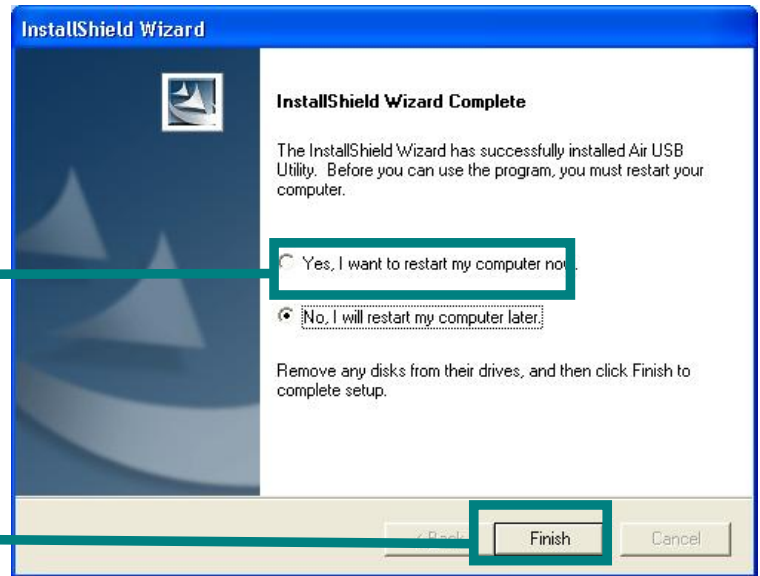 InstallShield Wizard
InstallShield Wizard Complete
The InstallShield Wizard has successfully installed Air USB
Utility. Before you can use the program, you must restart your
computer.
Yes, I want to restart my computer now.
No, I will restart my computer later.
Remove any disks from their drives, and then click Finish to
complete setup.
< Back Finish Cancel